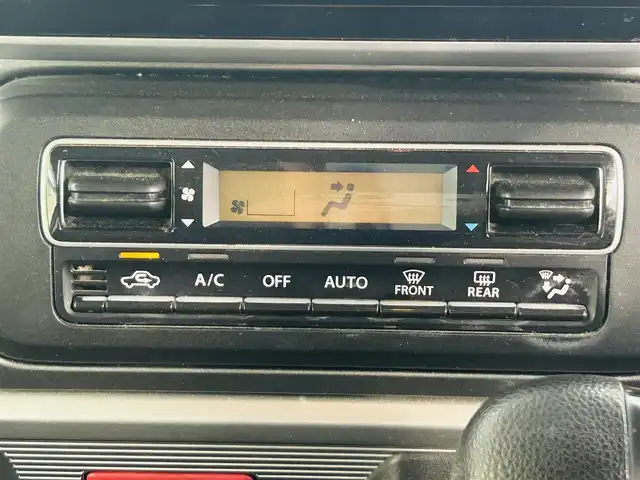 A/C OFF AUTO FRONT REAR